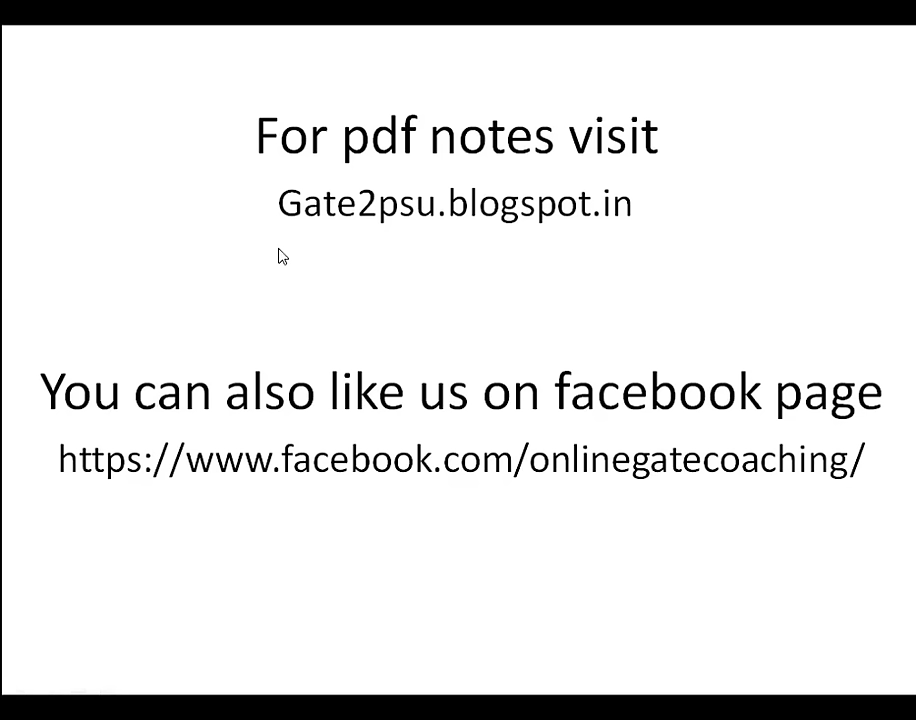 For pdf notes visit
Gate2psu.blogspot.in
You can also like us on facebook page
https://www.facebook.com/onlinegatecoaching/